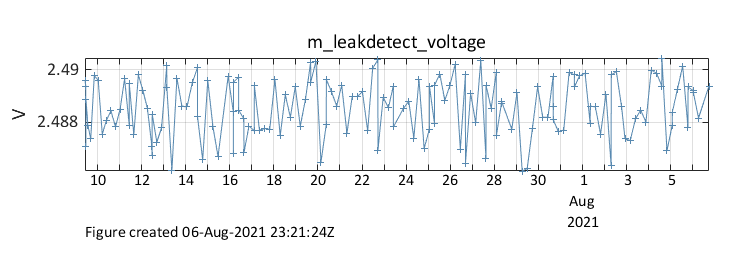 m_leakdetect_voltage
2.49
2.488
V
10 12 14 16 18 20 22 24 26 28 30 1 3 5
Aug
2021
Figure created 06-Aug-2021 23:21:24Z